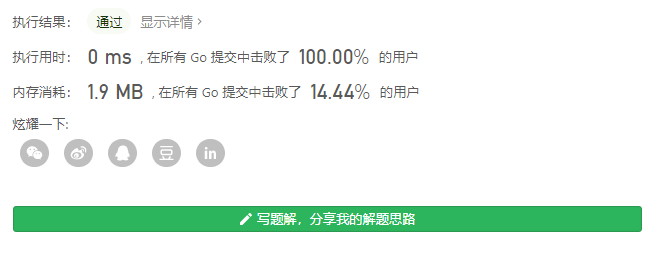 执行结果： 通过 显示详情 ›
执行用时： 0 ms , 在所有 Go 提交中击败了 100.00% 的用户
内存消耗： 1.9 MB , 在所有 Go 提交中击败了 14.44% 的用户
炫耀一下:
豆 in
写题解，分享我的解题思路